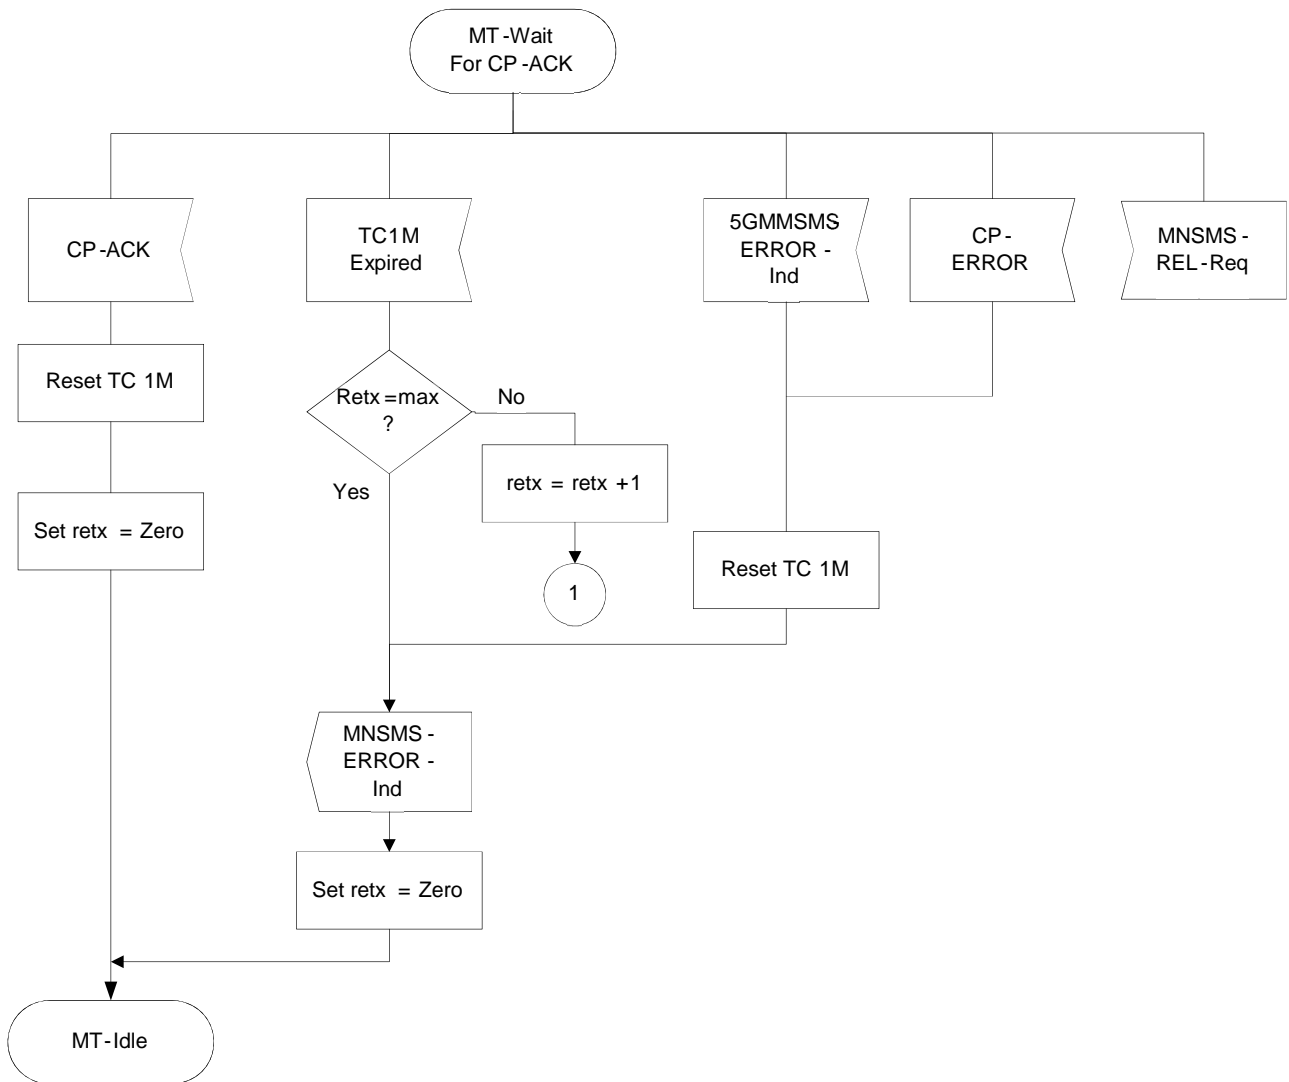 MT-Wait
For CP-ACK
CP-ACK
TC1M
Expired
5GMMSMS
ERROR -
Ind
CP-
ERROR
MNSMS -
REL-Req
Reset TC 1M
Retx=max
?
No
Yes
retx = retx +1
Set retx = Zero
1
Reset TC 1M
MNSMS -
ERROR -
Ind
Set retx = Zero
MT-Idle